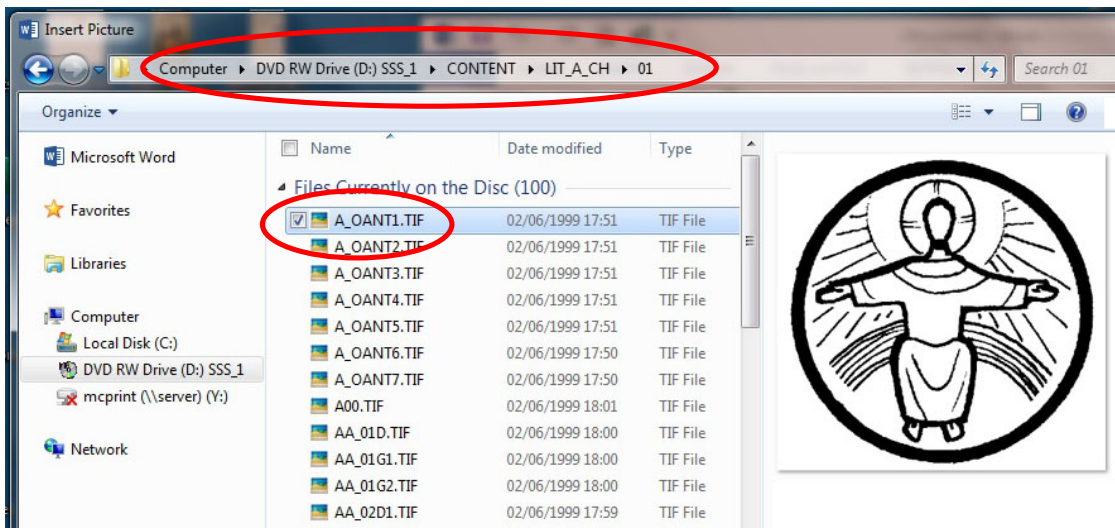 Insert Picture
Computer DVD RW Drive (D:) SSS_1 CONTENT LIT_A_CH 01
Search 01
Organize
Microsoft Word
Favorites
Libraries
Computer
Local Disk (C:)
DVD RW Drive (D:) SSS_1
mcprint (\\server) (Y:)
Network
Name Date modified Type
Files Currently on the Disc (100)
A_OANT1.TIF 02/06/1999 17:51 TIF File
A_OANT2.TIF 02/06/1999 17:51 TIF File
A_OANT3.TIF 02/06/1999 17:51 TIF File
A_OANT4.TIF 02/06/1999 17:51 TIF File
A_OANT5.TIF 02/06/1999 17:51 TIF File
A_OANT6.TIF 02/06/1999 17:50 TIF File
A_OANT7.TIF 02/06/1999 17:50 TIF File
A00.TIF 02/06/1999 18:01 TIF File
AA_01D.TIF 02/06/1999 18:00 TIF File
AA_01G1.TIF 02/06/1999 18:00 TIF File
AA_01G2.TIF 02/06/1999 18:00 TIF File
AA_02D1.TIF 02/06/1999 17:59 TIF File